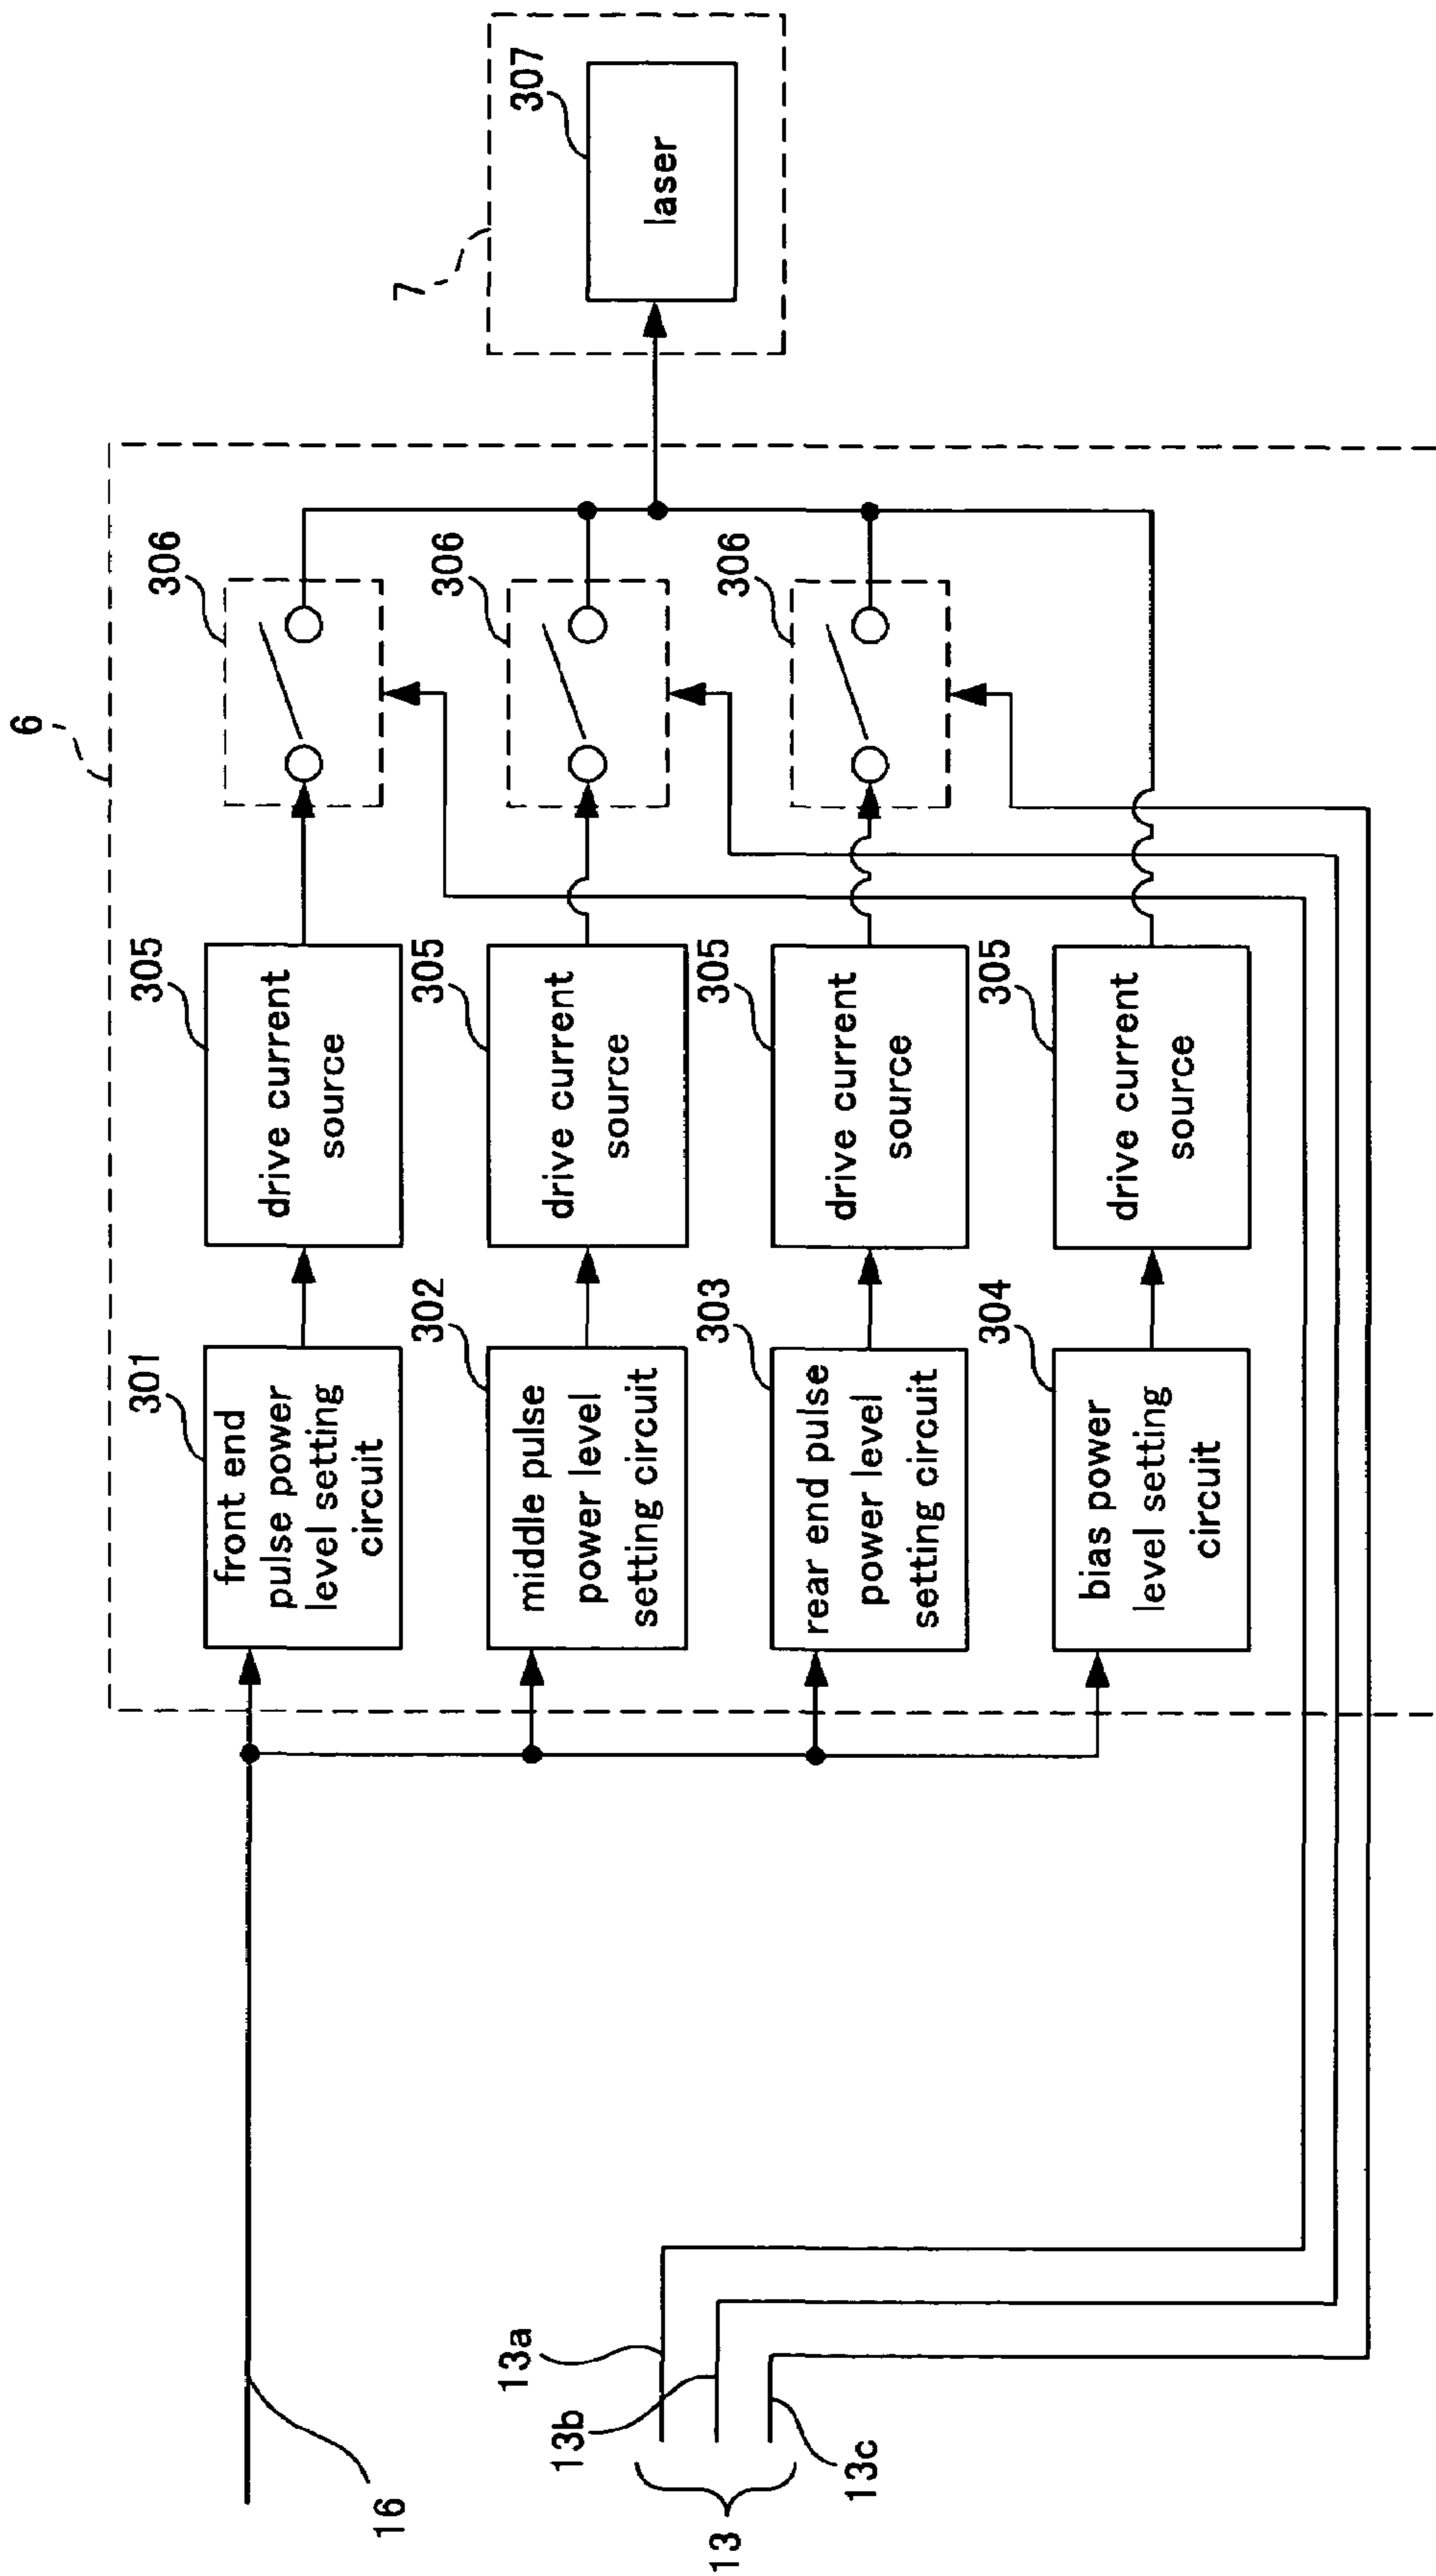 6
7
301
front end
pulse power
level setting
circuit
305
drive current
source
306
307
laser
302
middle pulse
power level
setting circuit
305
drive current
source
306
303
rear end pulse
power level
setting circuit
305
drive current
source
306
304
bias power
level setting
circuit
305
drive current
source
16
13
13a
13b
13c